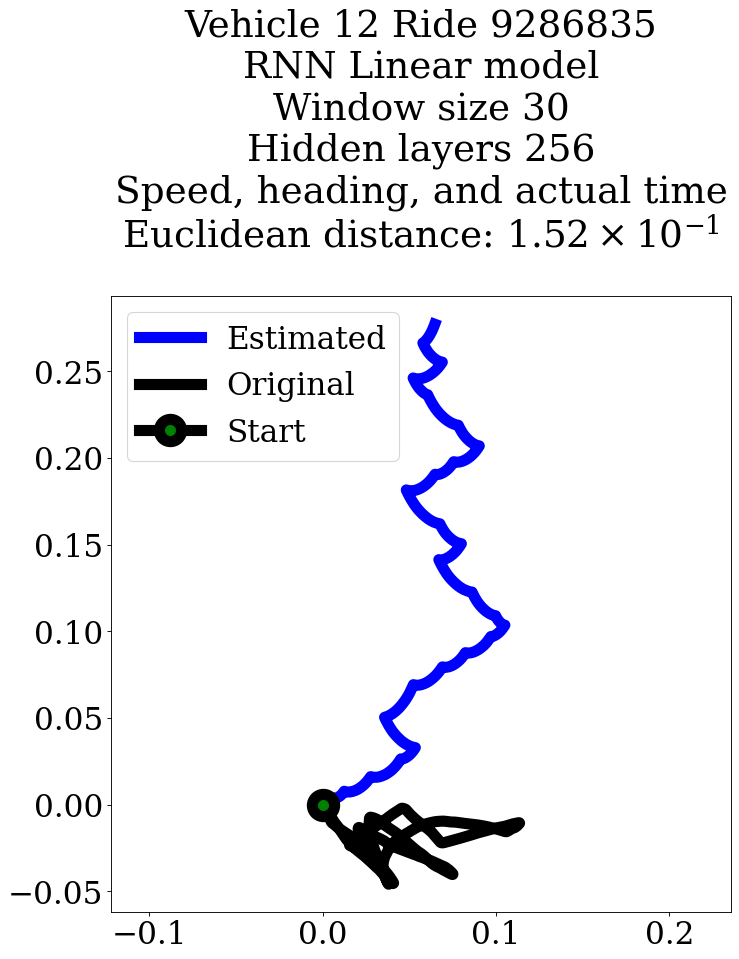 Vehicle 12 Ride 9286835
RNN Linear model
Window size 30
Hidden layers 256
Speed, heading, and actual time
Euclidean distance: 1.52 × 10⁻¹
Estimated
Original
Start
0.25
0.20
0.15
0.10
0.05
0.00
−0.05
−0.1 0.0 0.1 0.2